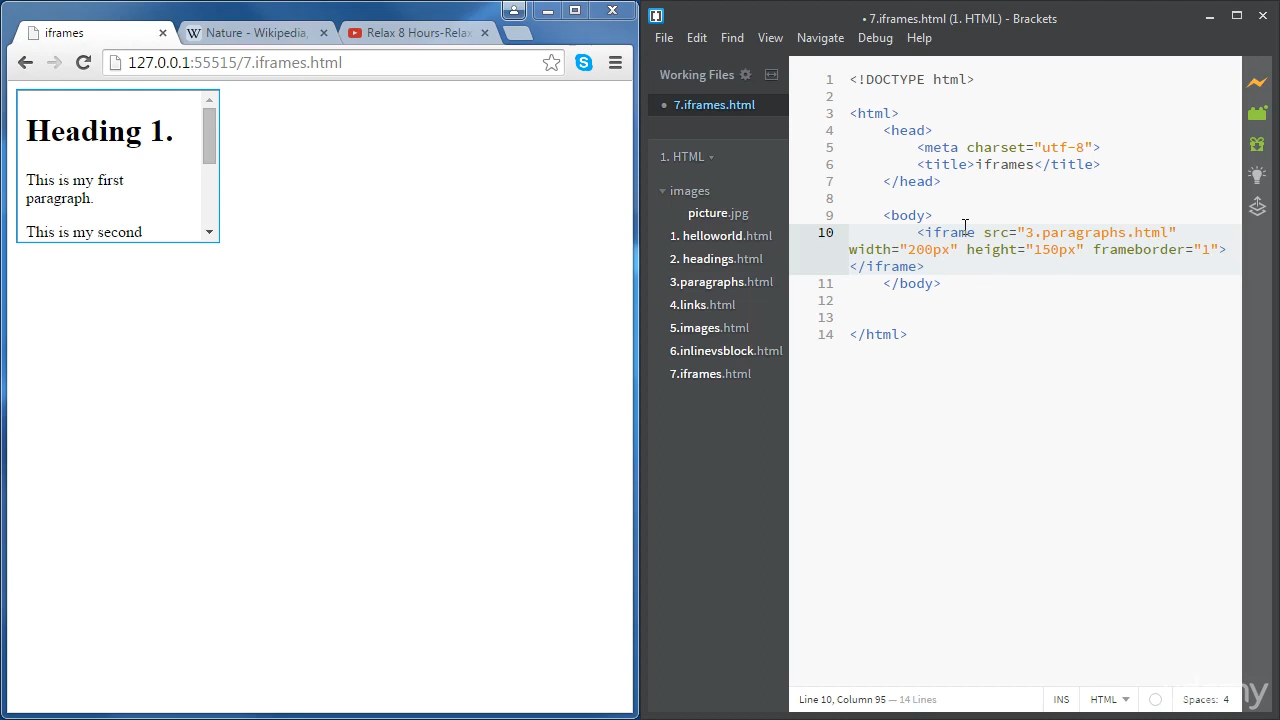 iframes
Nature - Wikipedia,
Relax 8 Hours-Relax
127.0.0.1:55515/7.iframes.html
Heading 1.
This is my first
paragraph.
This is my second
• 7.iframes.html (1. HTML) - Brackets
File Edit Find View Navigate Debug Help
Working Files
7.iframes.html
1. HTML
images
picture.jpg
1. helloworld.html
2. headings.html
3.paragraphs.html
4.links.html
5.images.html
6.inlinevsblock.html
7.iframes.html
1 <!DOCTYPE html>
2
3 <html>
4 <head>
5 <meta charset="utf-8">
6 <title>iframes</title>
7 </head>
8
9 <body>
10 <iframe src="3.paragraphs.html"
width="200px" height="150px" frameborder="1">
</iframe>
11 </body>
12
13
14 </html>
Line 10, Column 95 — 14 Lines
INS
HTML
Spaces: 4